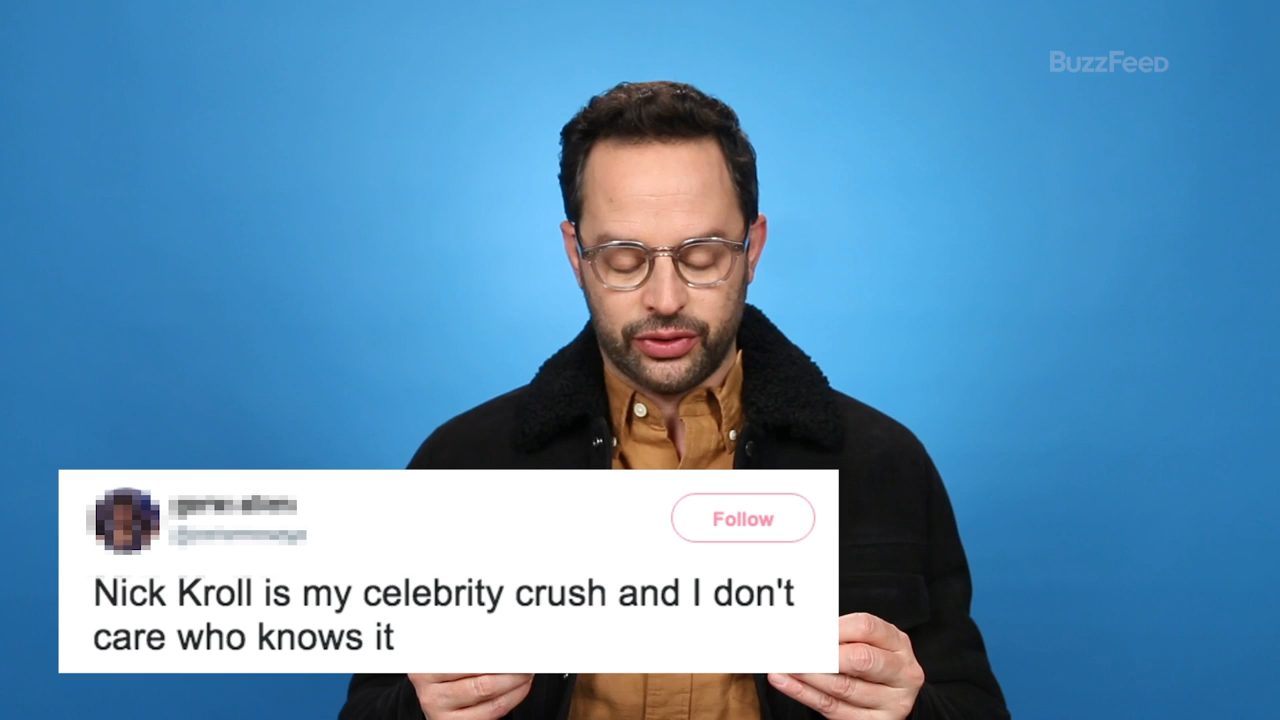 BuzzFeed
Follow
Nick Kroll is my celebrity crush and I don't
care who knows it